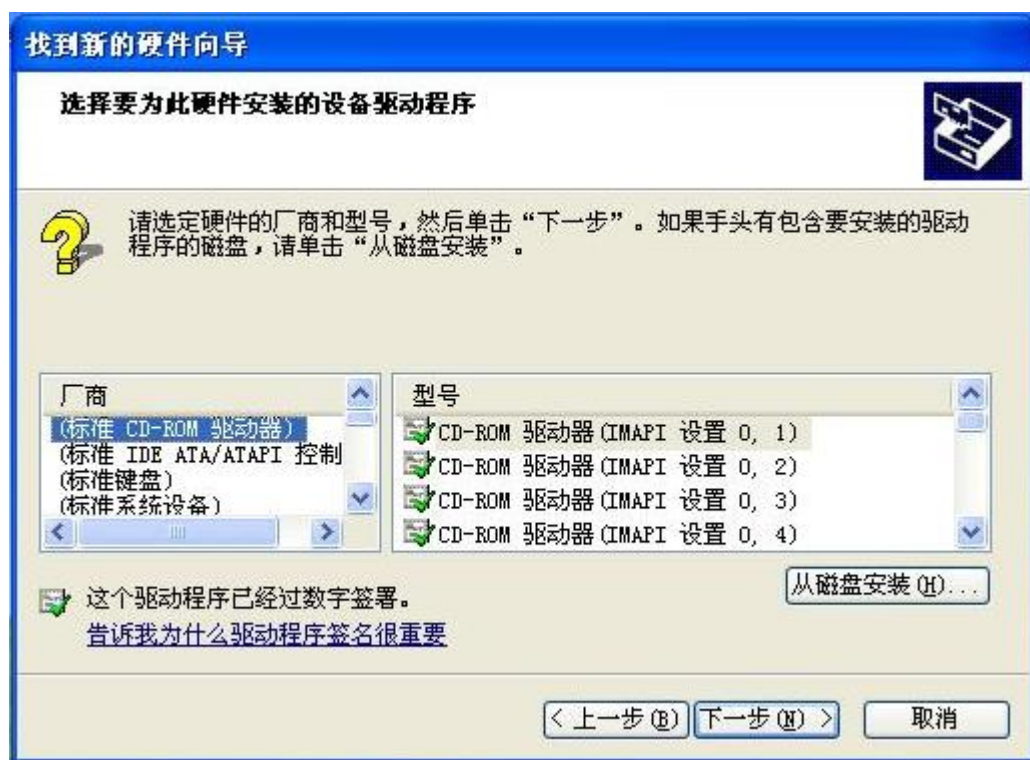 找到新的硬件向导
选择要为此硬件安装的设备驱动程序
请选定硬件的厂商和型号，然后单击“下一步”。如果手头有包含要安装的驱动
程序的磁盘，请单击“从磁盘安装”。
厂商
(标准 CD-ROM 驱动器)
(标准 IDE ATA/ATAPI 控制
(标准键盘)
(标准系统设备)
型号
CD-ROM 驱动器(IMAPI 设置 0, 1)
CD-ROM 驱动器(IMAPI 设置 0, 2)
CD-ROM 驱动器(IMAPI 设置 0, 3)
CD-ROM 驱动器(IMAPI 设置 0, 4)
从磁盘安装(H)...
这个驱动程序已经过数字签署。
告诉我为什么驱动程序签名很重要
< 上一步(B) 下一步(N) > 取消